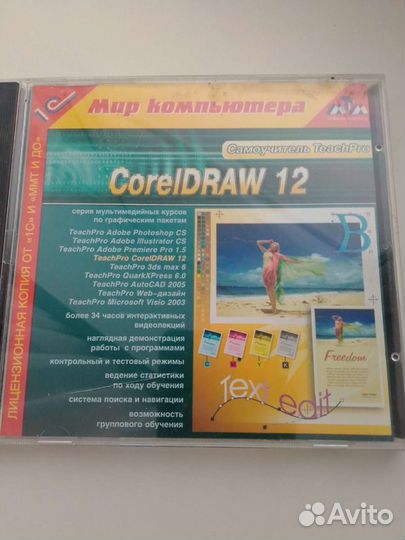 1С
Мир компьютера
Самоучитель TeachPro
CorelDRAW 12
серия мультимедийных курсов
по графическим пакетам
TeachPro Adobe Photoshop CS
TeachPro Adobe Illustrator CS
TeachPro Adobe Premiere Pro 1.5
TeachPro CorelDRAW 12
TeachPro 3ds max 6
TeachPro QuarkXPress 6.0
TeachPro AutoCAD 2005
TeachPro Web-дизайн
TeachPro Microsoft Visio 2003
более 34 часов интерактивных
видеолекций
наглядная демонстрация
работы с программами
контрольный и тестовый режимы
ведение статистики
по ходу обучения
система поиска и навигации
возможность
группового обучения
ЛИЦЕНЗИОННАЯ КОПИЯ ОТ «1С» И «ММТ И ДО»
B
Freedom
M
Y
K
Text edit
Avito